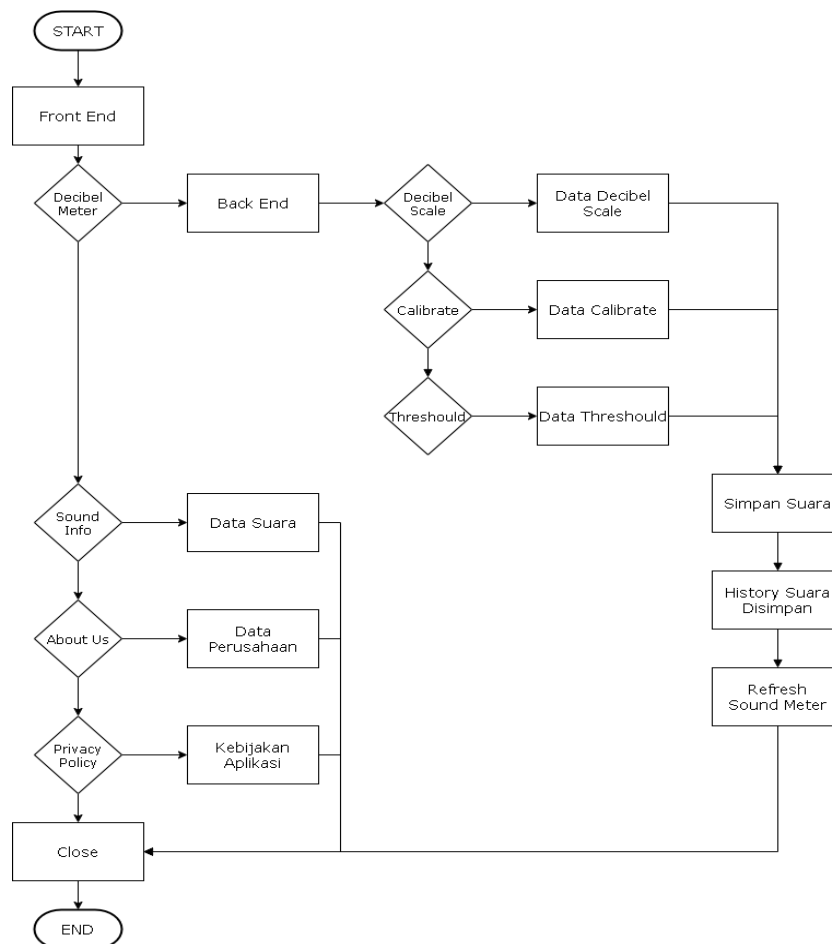 START
Front End
Decibel
Meter
Back End
Decibel
Scale
Data Decibel
Scale
Calibrate
Data Calibrate
Threshould
Data Threshould
Simpan Suara
History Suara
Disimpan
Refresh
Sound Meter
Sound
Info
Data Suara
About Us
Data
Perusahaan
Privacy
Policy
Kebijakan
Aplikasi
Close
END